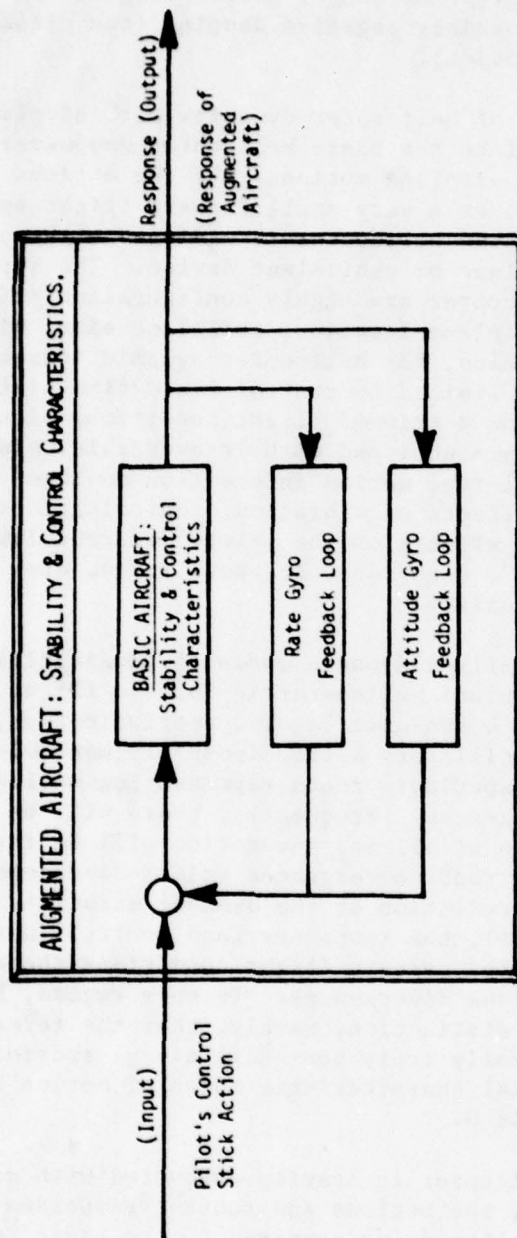 AUGMENTED AIRCRAFT: STABILITY & CONTROL CHARACTERISTICS
(Input)
Pilot's Control
Stick Action
BASIC AIRCRAFT:
Stability & Control
Characteristics
Rate Gyro
Feedback Loop
Attitude Gyro
Feedback Loop
Response (Output)
(Response of
Augmented
Aircraft)